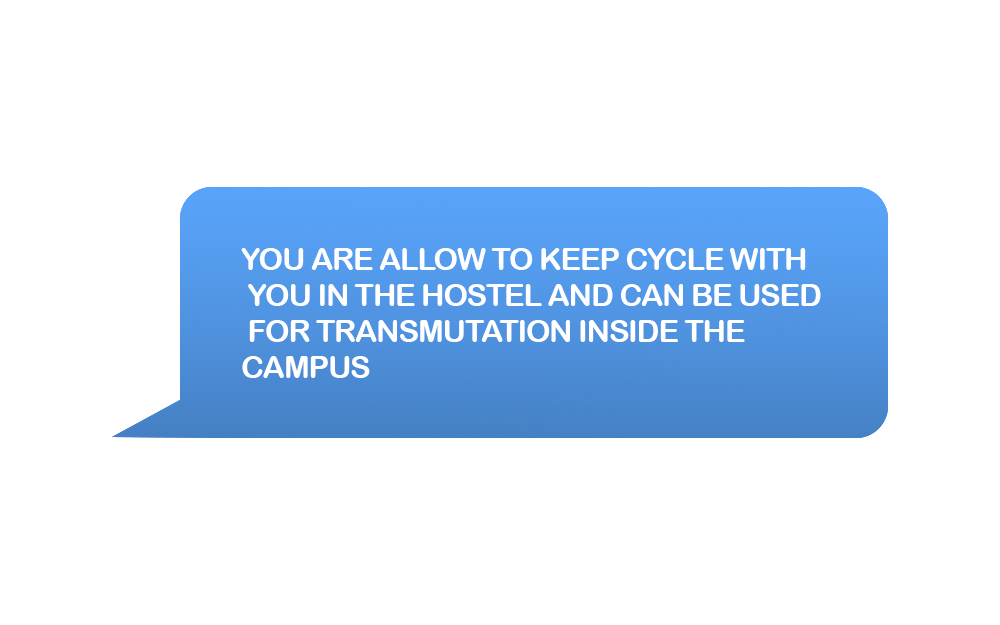 YOU ARE ALLOW TO KEEP CYCLE WITH
YOU IN THE HOSTEL AND CAN BE USED
FOR TRANSMUTATION INSIDE THE
CAMPUS